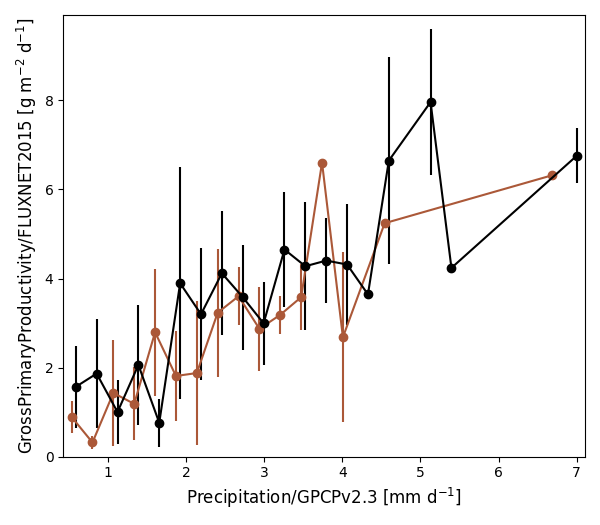 GrossPrimaryProductivity/FLUXNET2015 [g m⁻² d⁻¹]
8
6
4
2
0
1 2 3 4 5 6 7
Precipitation/GPCPv2.3 [mm d⁻¹]